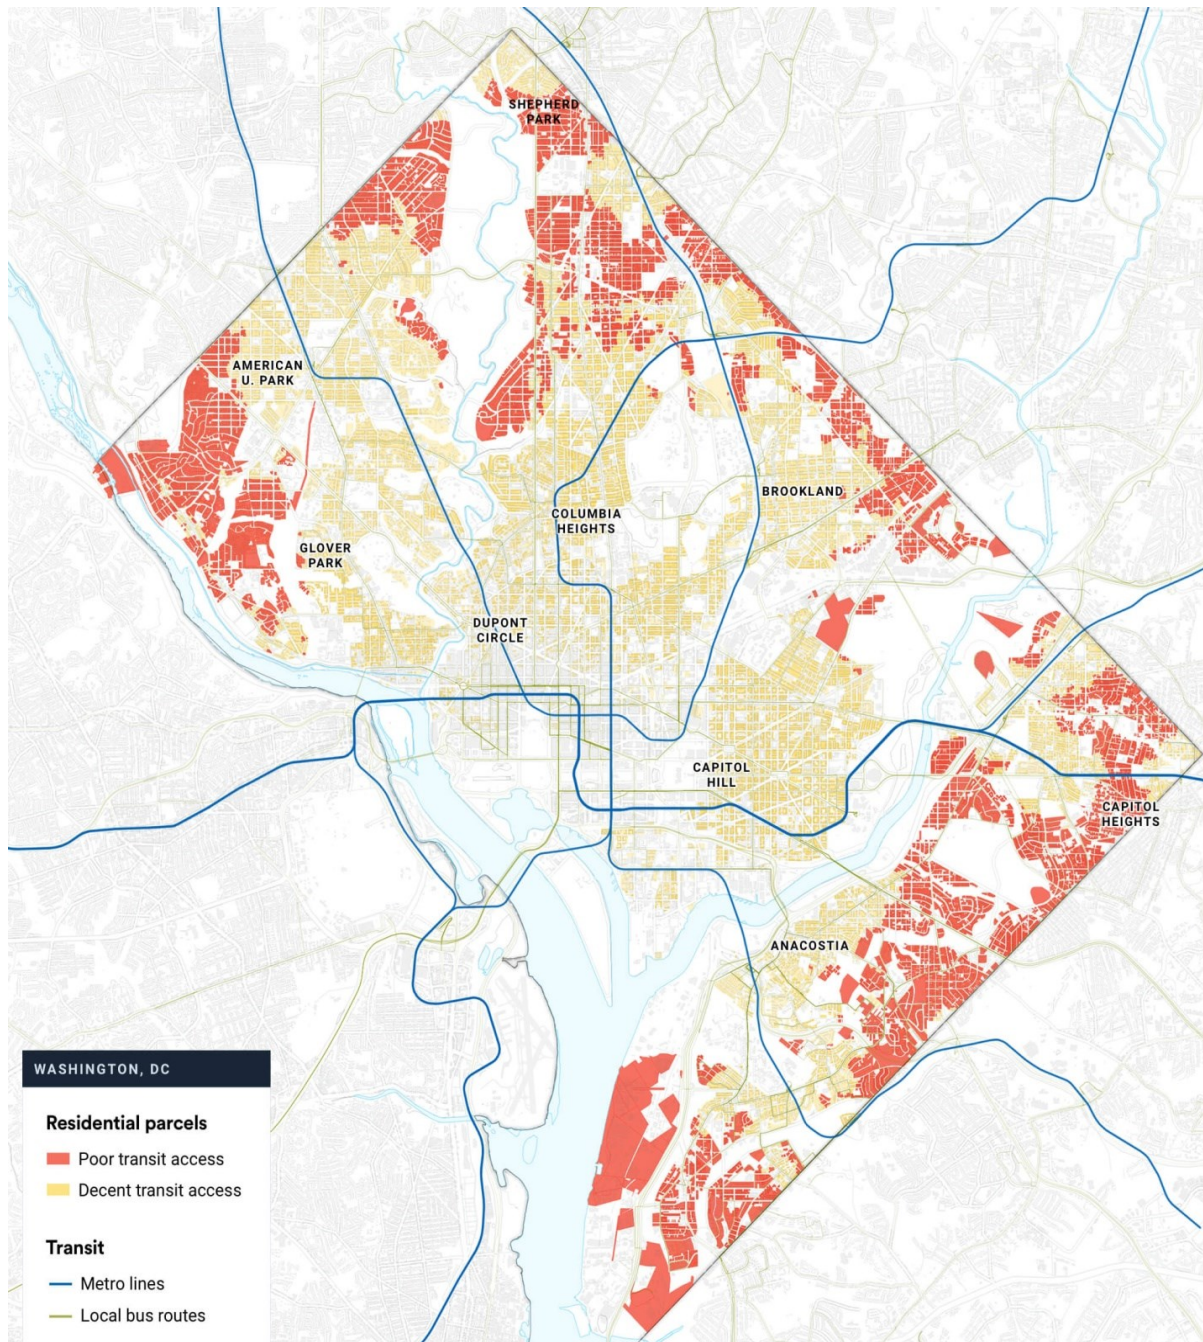 SHEPHERD
PARK
AMERICAN
U. PARK
BROOKLAND
COLUMBIA
HEIGHTS
GLOVER
PARK
DUPONT
CIRCLE
CAPITOL
HILL
CAPITOL
HEIGHTS
ANACOSTIA
WASHINGTON, DC
Residential parcels
Poor transit access
Decent transit access
Transit
Metro lines
Local bus routes